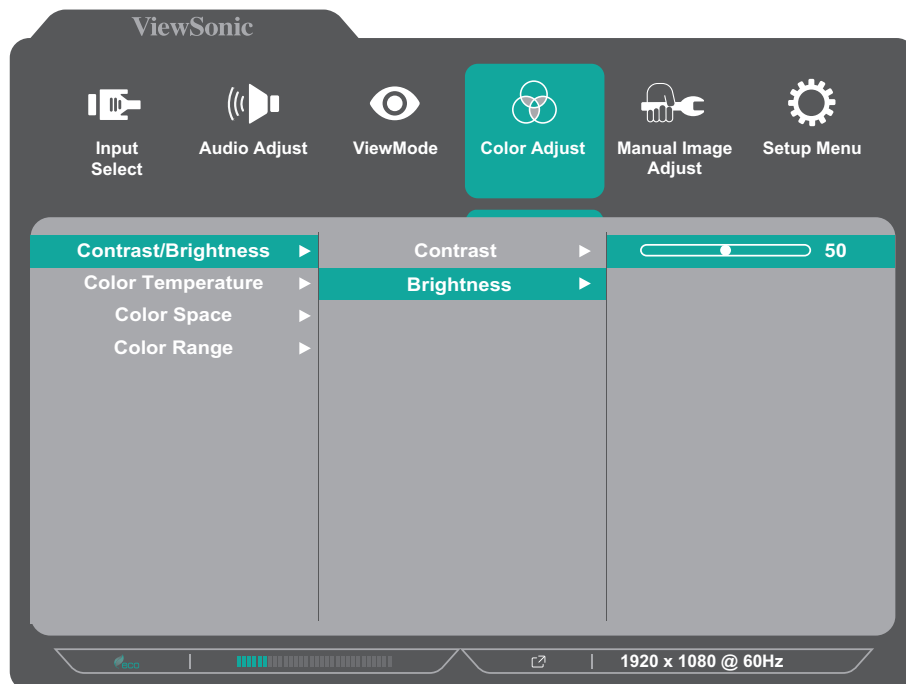 ViewSonic
Input Select
Audio Adjust
ViewMode
Color Adjust
Manual Image Adjust
Setup Menu
Contrast/Brightness
Color Temperature
Color Space
Color Range
Contrast
Brightness
50
eco
1920 x 1080 @ 60Hz